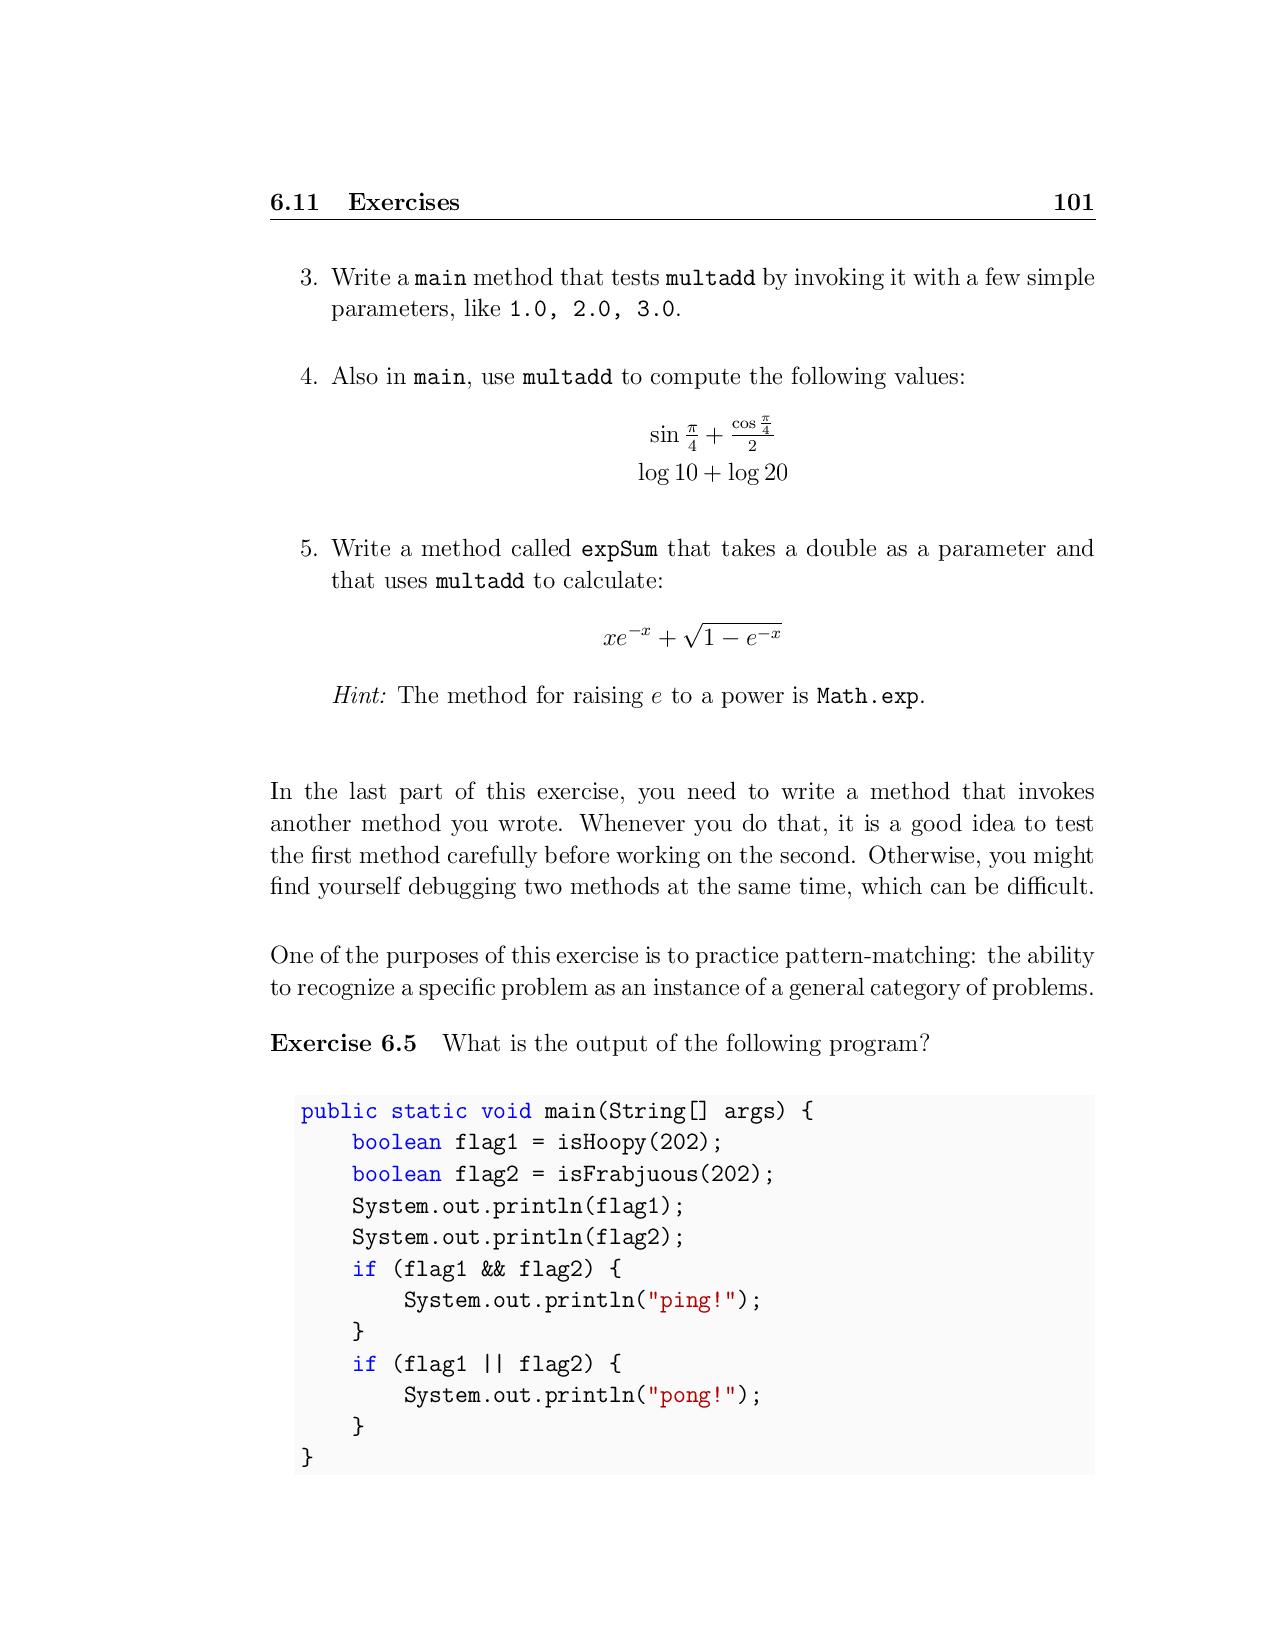 6.11 Exercises 101
3. Write a main method that tests multadd by invoking it with a few simple
parameters, like 1.0, 2.0, 3.0.
4. Also in main, use multadd to compute the following values:
sin π/4 + (cos π/4)/2
log 10 + log 20
5. Write a method called expSum that takes a double as a parameter and
that uses multadd to calculate:
xe^{−x} + √(1 − e^{−x})
Hint: The method for raising e to a power is Math.exp.
In the last part of this exercise, you need to write a method that invokes
another method you wrote. Whenever you do that, it is a good idea to test
the first method carefully before working on the second. Otherwise, you might
find yourself debugging two methods at the same time, which can be difficult.
One of the purposes of this exercise is to practice pattern-matching: the ability
to recognize a specific problem as an instance of a general category of problems.
Exercise 6.5 What is the output of the following program?
public static void main(String[] args) {
    boolean flag1 = isHoopy(202);
    boolean flag2 = isFrabjuous(202);
    System.out.println(flag1);
    System.out.println(flag2);
    if (flag1 && flag2) {
        System.out.println("ping!");
    }
    if (flag1 || flag2) {
        System.out.println("pong!");
    }
}